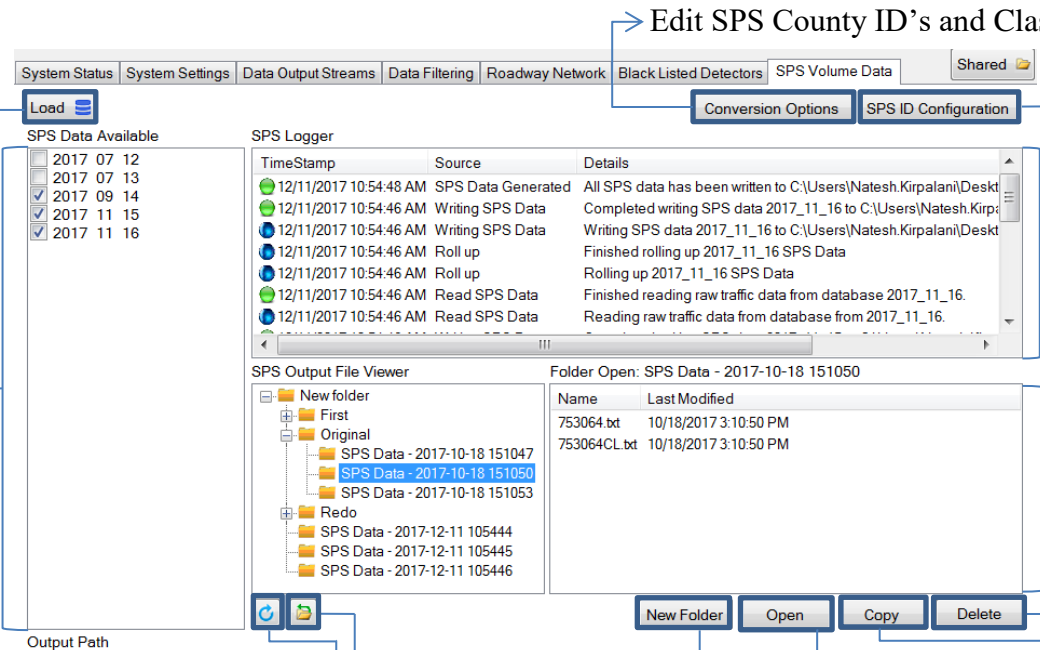 Edit SPS County ID’s and Clas
System Status System Settings Data Output Streams Data Filtering Roadway Network Black Listed Detectors SPS Volume Data Shared
Load Conversion Options SPS ID Configuration
SPS Data Available
2017 07 12
2017 07 13
2017 09 14
2017 11 15
2017 11 16
SPS Logger
TimeStamp Source Details
12/11/2017 10:54:48 AM SPS Data Generated All SPS data has been written to C:\Users\Natesh.Kirpalani\Deskt
12/11/2017 10:54:46 AM Writing SPS Data Completed writing SPS data 2017_11_16 to C:\Users\Natesh.Kirpa
12/11/2017 10:54:46 AM Writing SPS Data Writing SPS data 2017_11_16 to C:\Users\Natesh.Kirpalani\Deskt
12/11/2017 10:54:46 AM Roll up Finished rolling up 2017_11_16 SPS Data
12/11/2017 10:54:46 AM Roll up Rolling up 2017_11_16 SPS Data
12/11/2017 10:54:46 AM Read SPS Data Finished reading raw traffic data from database 2017_11_16.
12/11/2017 10:54:46 AM Read SPS Data Reading raw traffic data from database from 2017_11_16.
SPS Output File Viewer
New folder
First
Original
SPS Data - 2017-10-18 151047
SPS Data - 2017-10-18 151050
SPS Data - 2017-10-18 151053
Redo
SPS Data - 2017-12-11 105444
SPS Data - 2017-12-11 105445
SPS Data - 2017-12-11 105446
Folder Open: SPS Data - 2017-10-18 151050
Name Last Modified
753064.txt 10/18/2017 3:10:50 PM
753064CL.txt 10/18/2017 3:10:50 PM
New Folder Open Copy Delete
Output Path